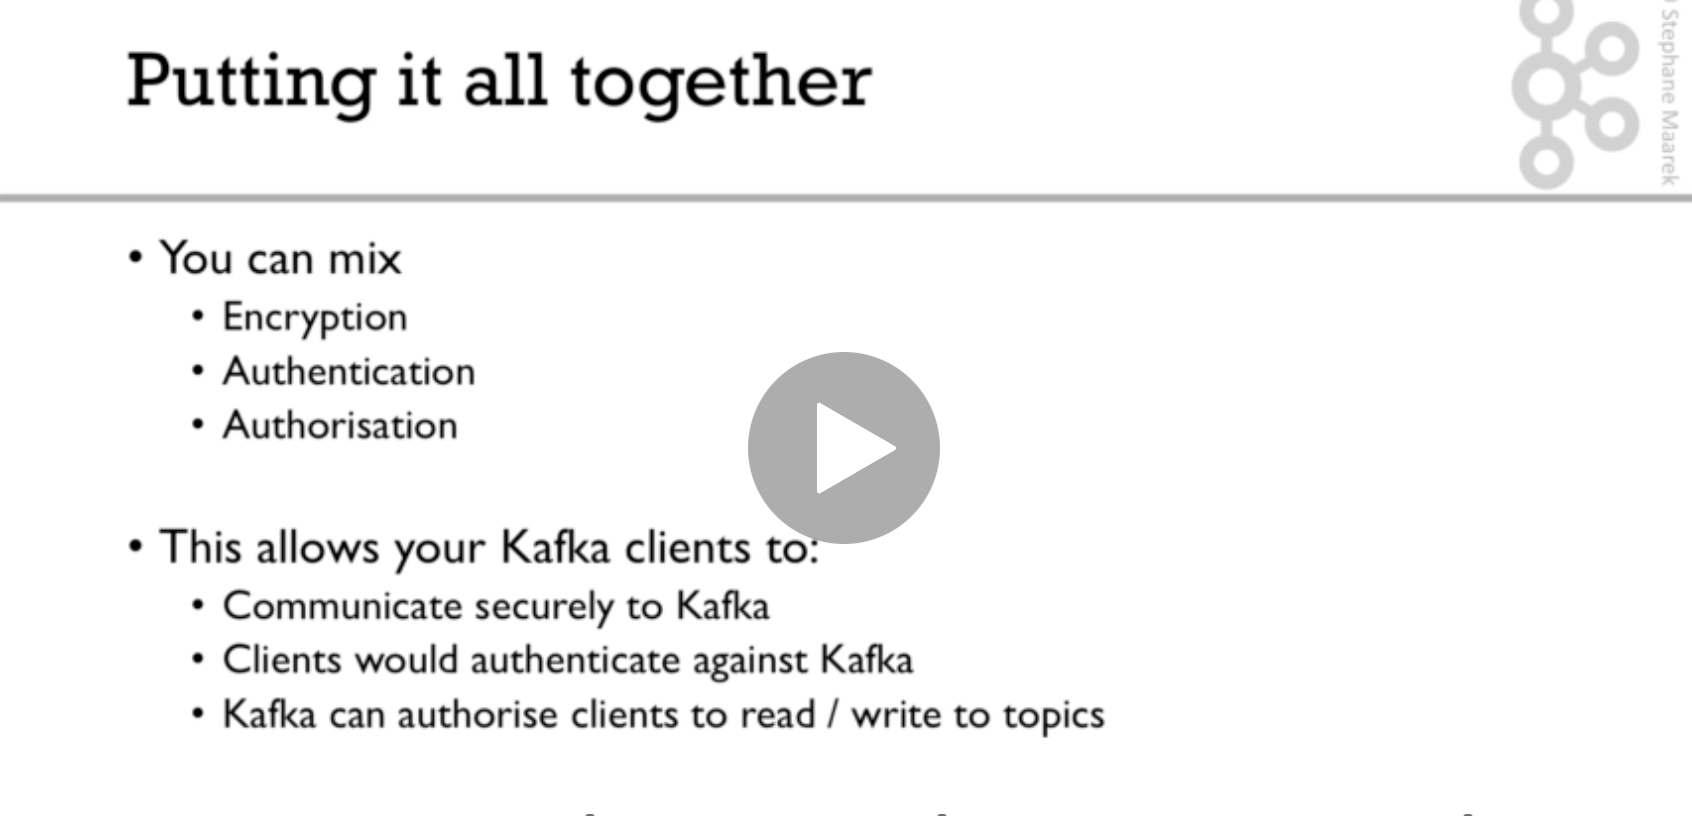 Putting it all together
Stephane Maarek
• You can mix
• Encryption
• Authentication
• Authorisation
• This allows your Kafka clients to:
• Communicate securely to Kafka
• Clients would authenticate against Kafka
• Kafka can authorise clients to read / write to topics